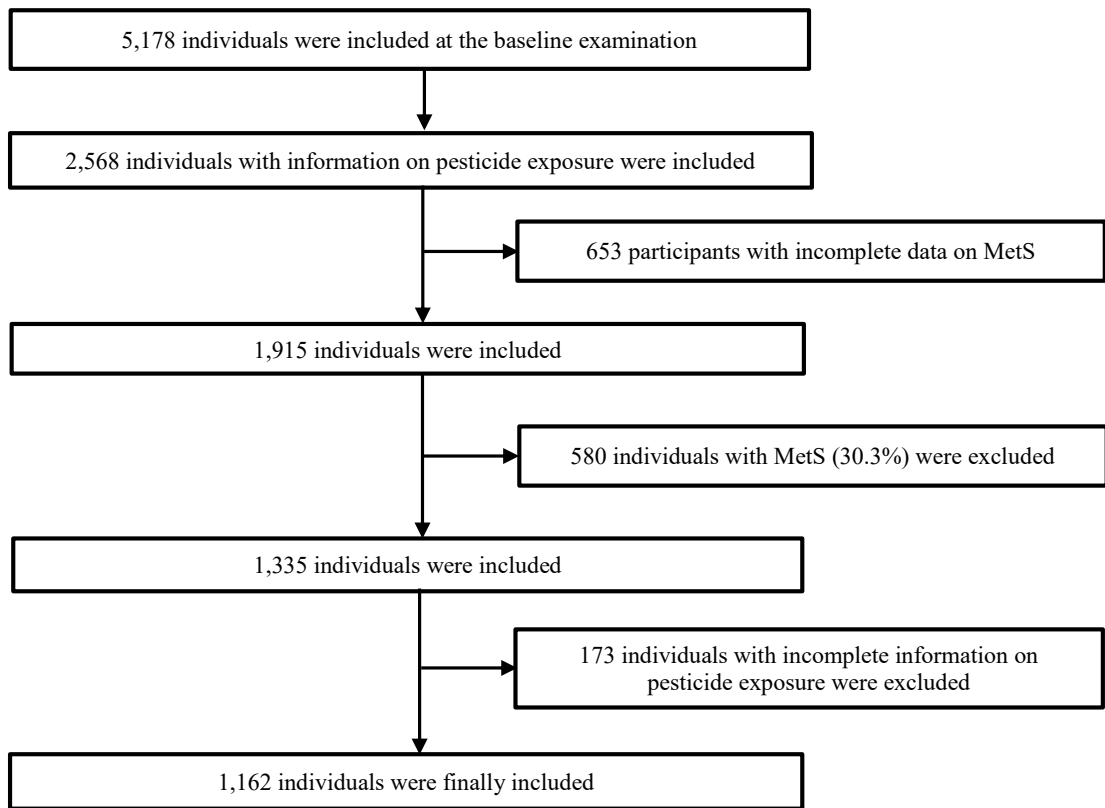 5,178 individuals were included at the baseline examination
2,568 individuals with information on pesticide exposure were included
653 participants with incomplete data on MetS
1,915 individuals were included
580 individuals with MetS (30.3%) were excluded
1,335 individuals were included
173 individuals with incomplete information on
pesticide exposure were excluded
1,162 individuals were finally included